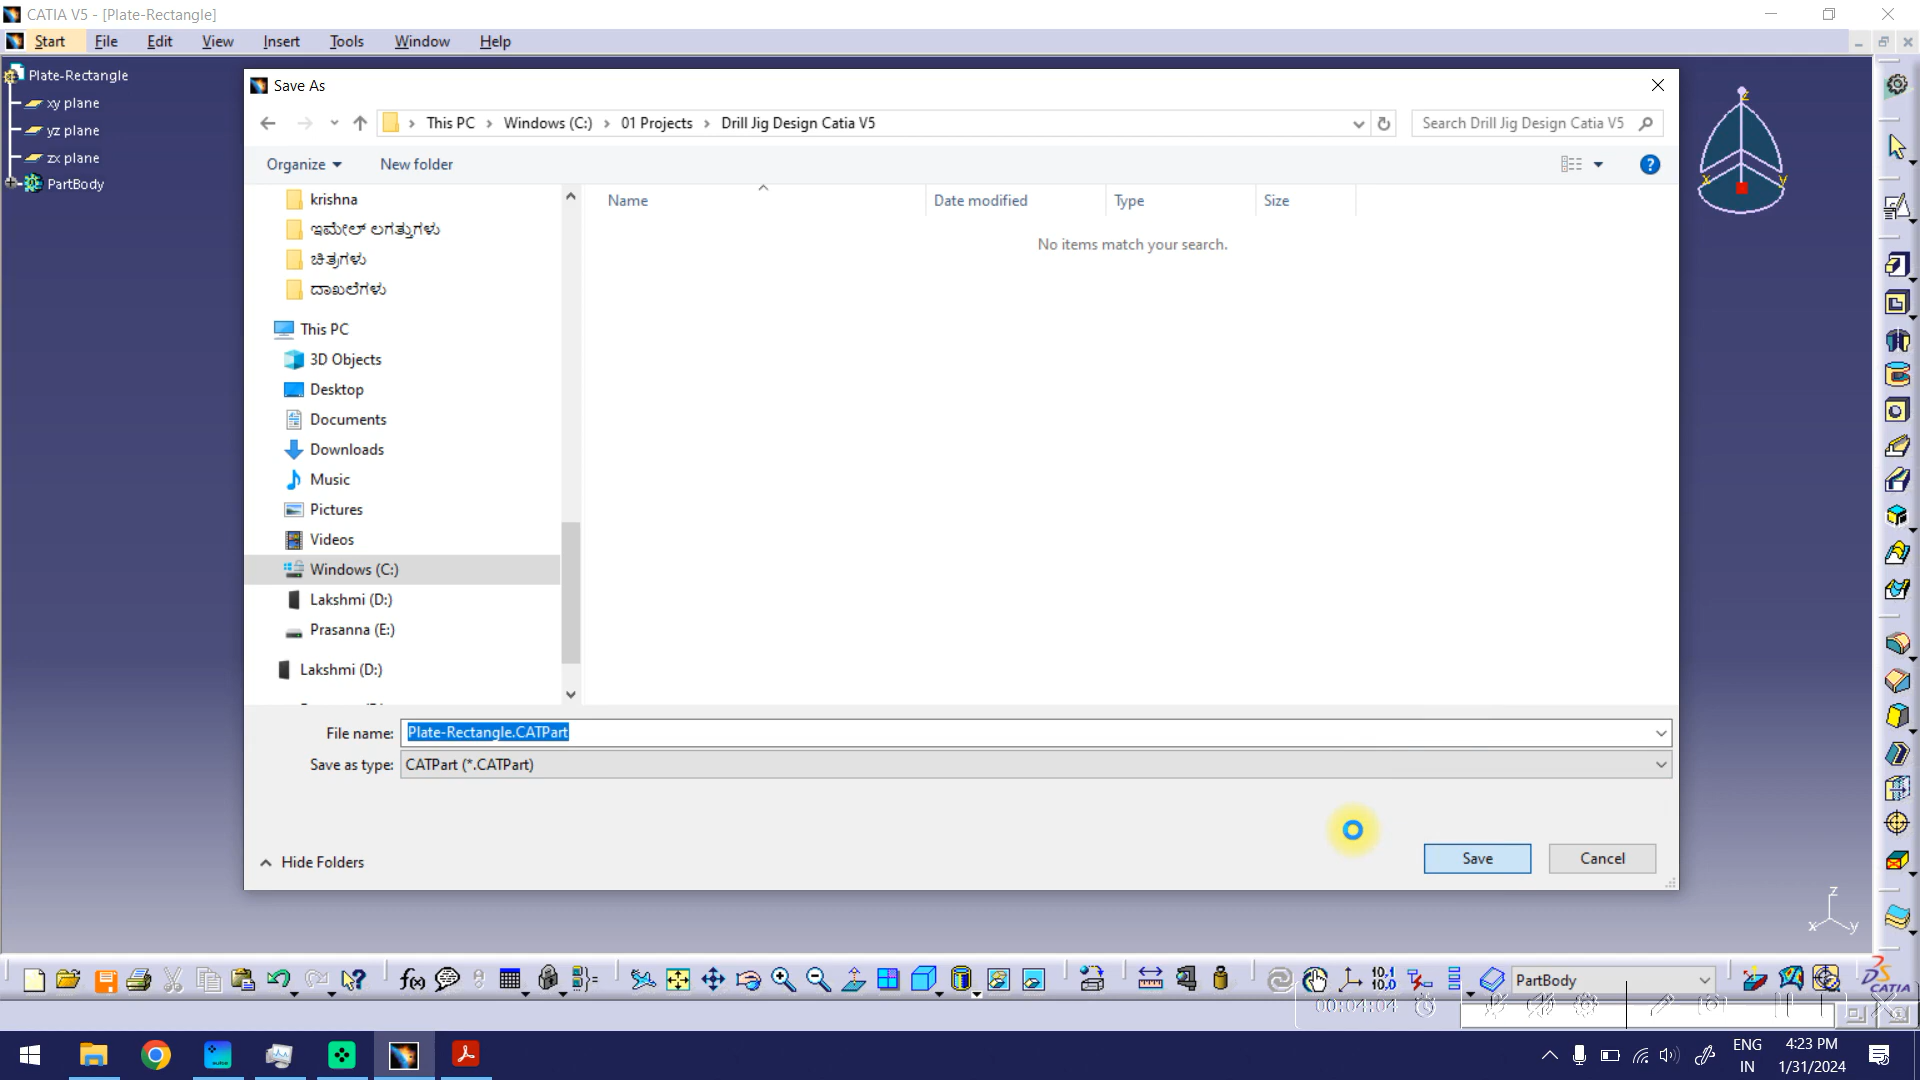 CATIA V5 - [Plate-Rectangle]
Start File Edit View Insert Tools Window Help
Plate-Rectangle
xy plane
yz plane
zx plane
PartBody
Save As
This PC > Windows (C:) > 01 Projects > Drill Jig Design Catia V5
Search Drill Jig Design Catia V5
Organize New folder
Name Date modified Type Size
No items match your search.
krishna
ಇಮೇಲ್ ಲಗತ್ತುಗಳು
ಚಿತ್ರಗಳು
ದಾಖಲೆಗಳು
This PC
3D Objects
Desktop
Documents
Downloads
Music
Pictures
Videos
Windows (C:)
Lakshmi (D:)
Prasanna (E:)
Lakshmi (D:)
File name: Plate-Rectangle.CATPart
Save as type: CATPart (*.CATPart)
Hide Folders
Save Cancel
z
x y
PartBody
CATIA
00:04:04
ENG
IN
4:23 PM
1/31/2024